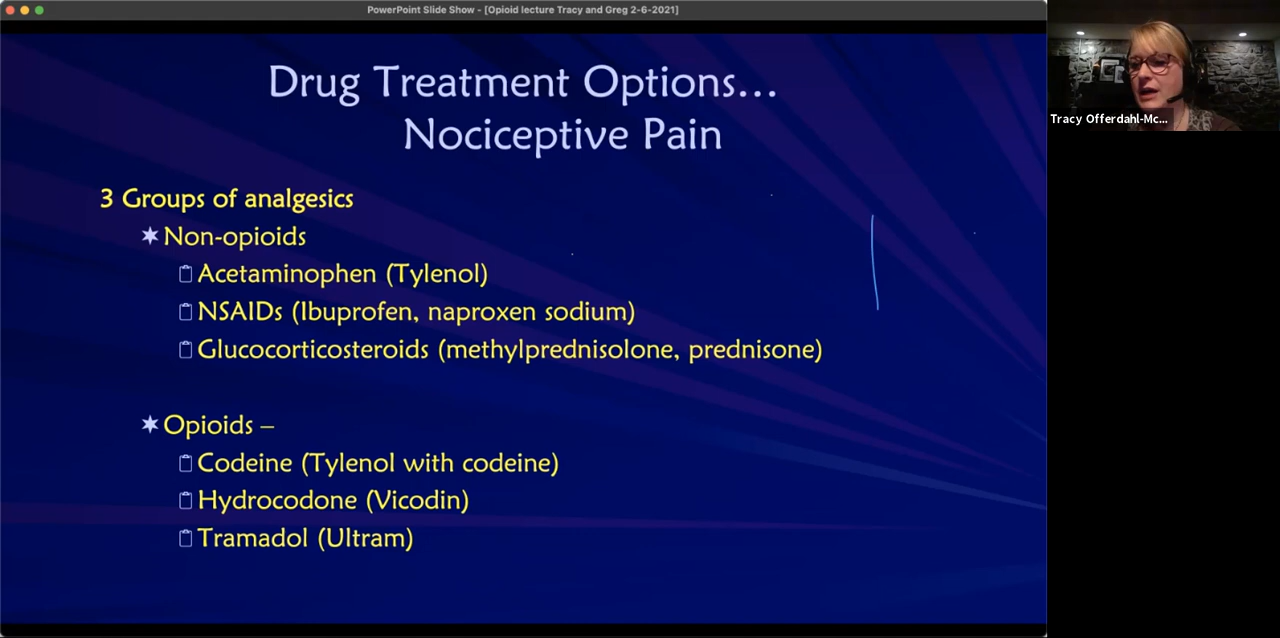 PowerPoint Slide Show - [Opioid lecture Tracy and Greg 2-6-2021]
Drug Treatment Options...
Nociceptive Pain
3 Groups of analgesics
Non-opioids
Acetaminophen (Tylenol)
NSAIDs (Ibuprofen, naproxen sodium)
Glucocorticosteroids (methylprednisolone, prednisone)
Opioids –
Codeine (Tylenol with codeine)
Hydrocodone (Vicodin)
Tramadol (Ultram)
Tracy Offerdahl-Mc...